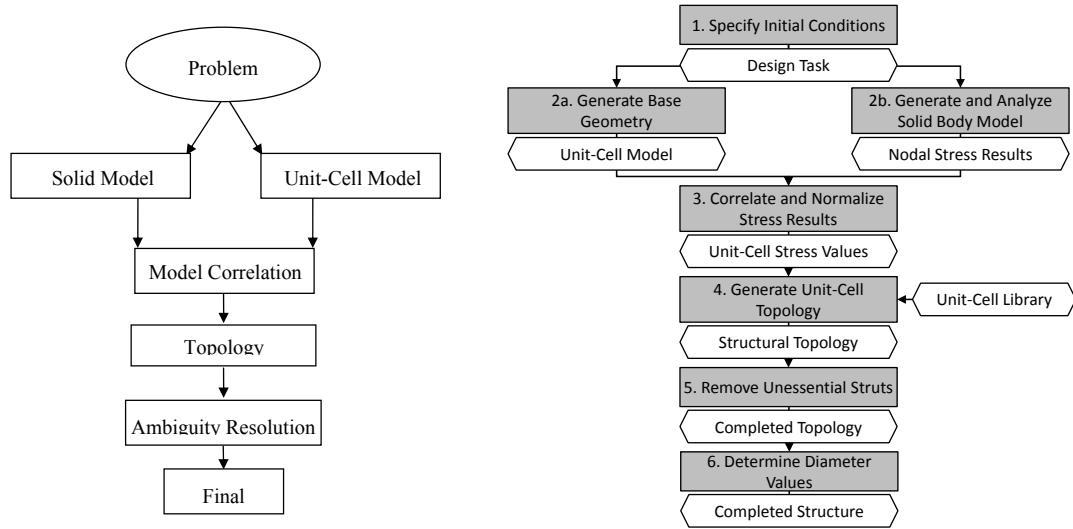 Problem
Solid Model
Unit-Cell Model
Model Correlation
Topology
Ambiguity Resolution
Final
1. Specify Initial Conditions
Design Task
2a. Generate Base
Geometry
Unit-Cell Model
2b. Generate and Analyze
Solid Body Model
Nodal Stress Results
3. Correlate and Normalize
Stress Results
Unit-Cell Stress Values
4. Generate Unit-Cell
Topology
Unit-Cell Library
Structural Topology
5. Remove Unessential Struts
Completed Topology
6. Determine Diameter
Values
Completed Structure